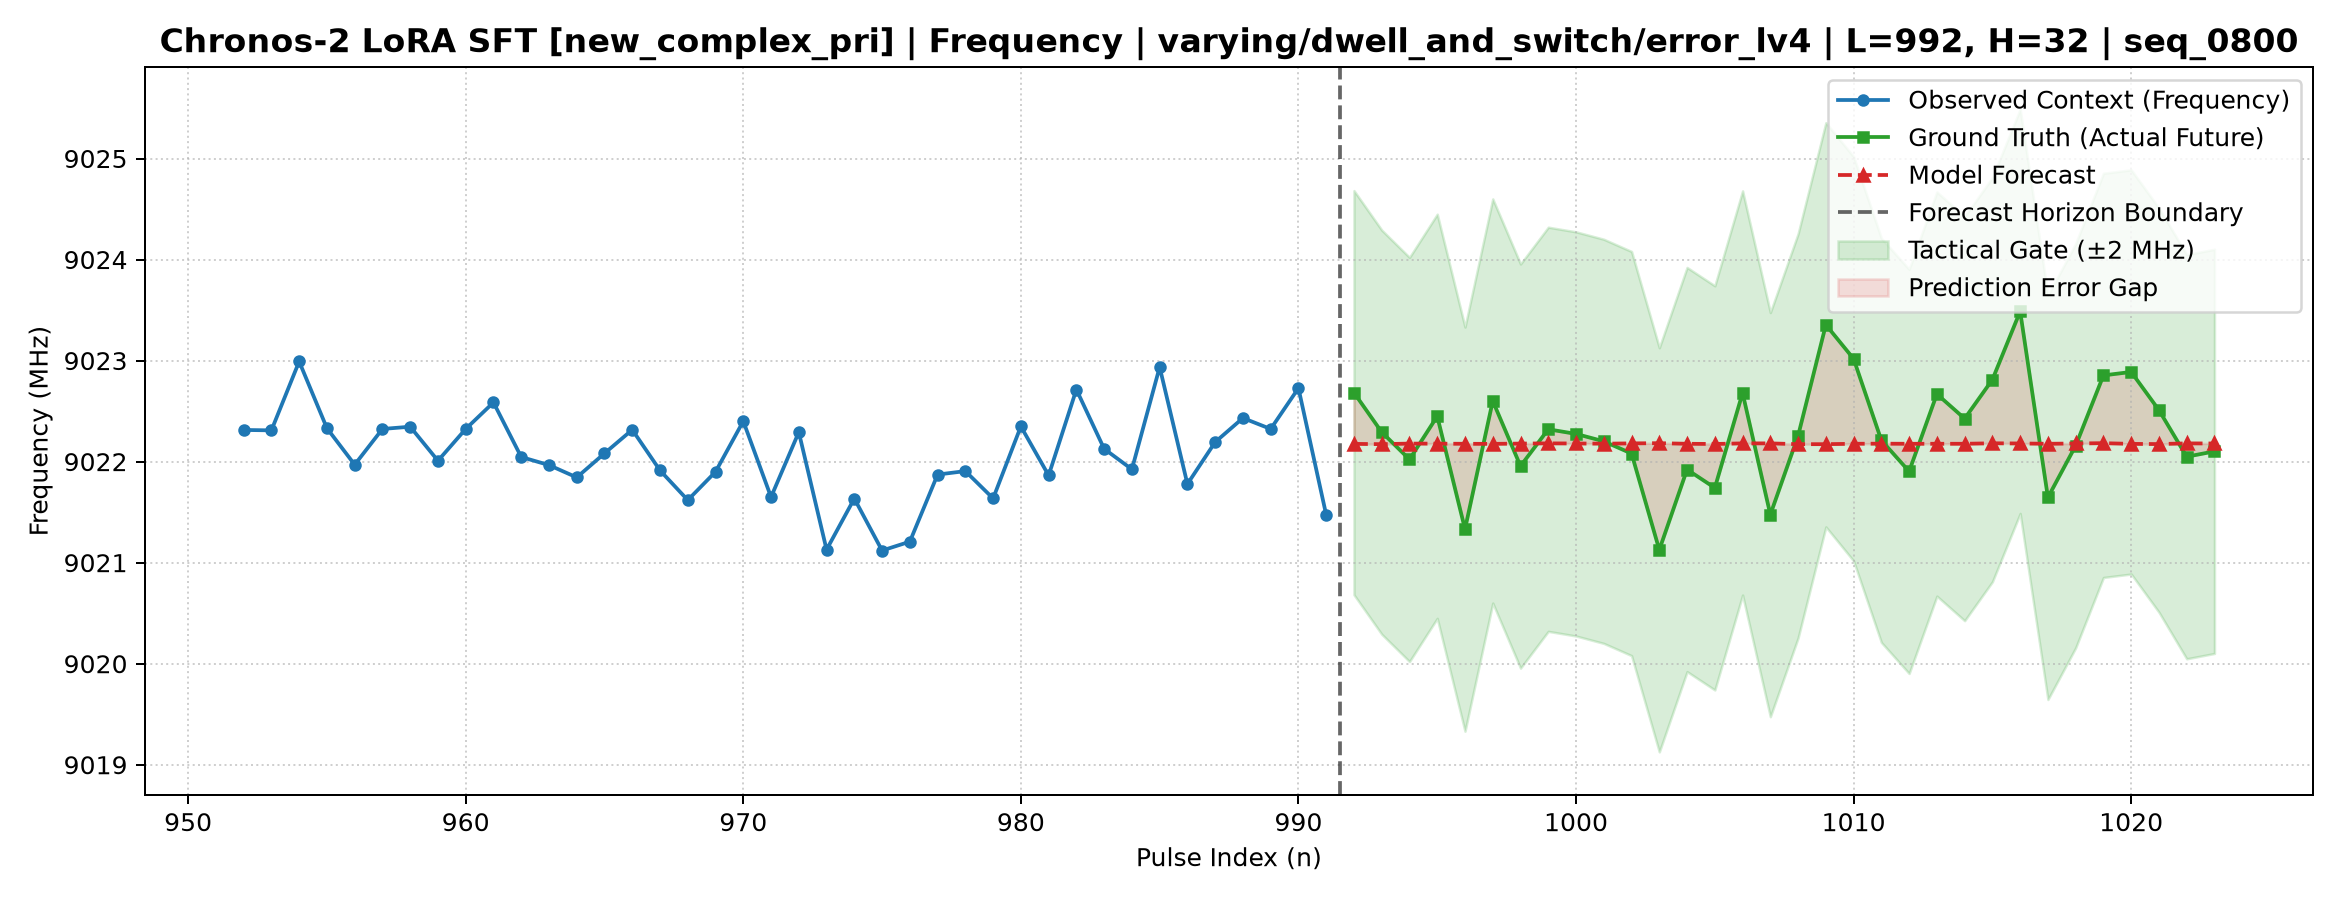 Chronos-2 LoRA SFT [new_complex_pri] | Frequency | varying/dwell_and_switch/error_lv4 | L=992, H=32 | seq_0800
Observed Context (Frequency)
Ground Truth (Actual Future)
Model Forecast
Forecast Horizon Boundary
Tactical Gate (±2 MHz)
Prediction Error Gap
Frequency (MHz)
9025
9024
9023
9022
9021
9020
9019
950 960 970 980 990 1000 1010 1020
Pulse Index (n)